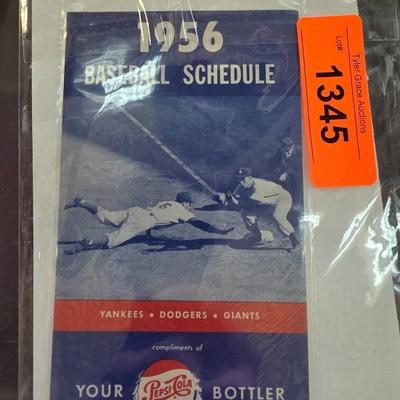 1956
BASEBALL SCHEDULE
YANKEES • DODGERS • GIANTS
compliments of
YOUR PEPSI-COLA BOTTLER
Lot#
1345
Tyler Grace Auctions